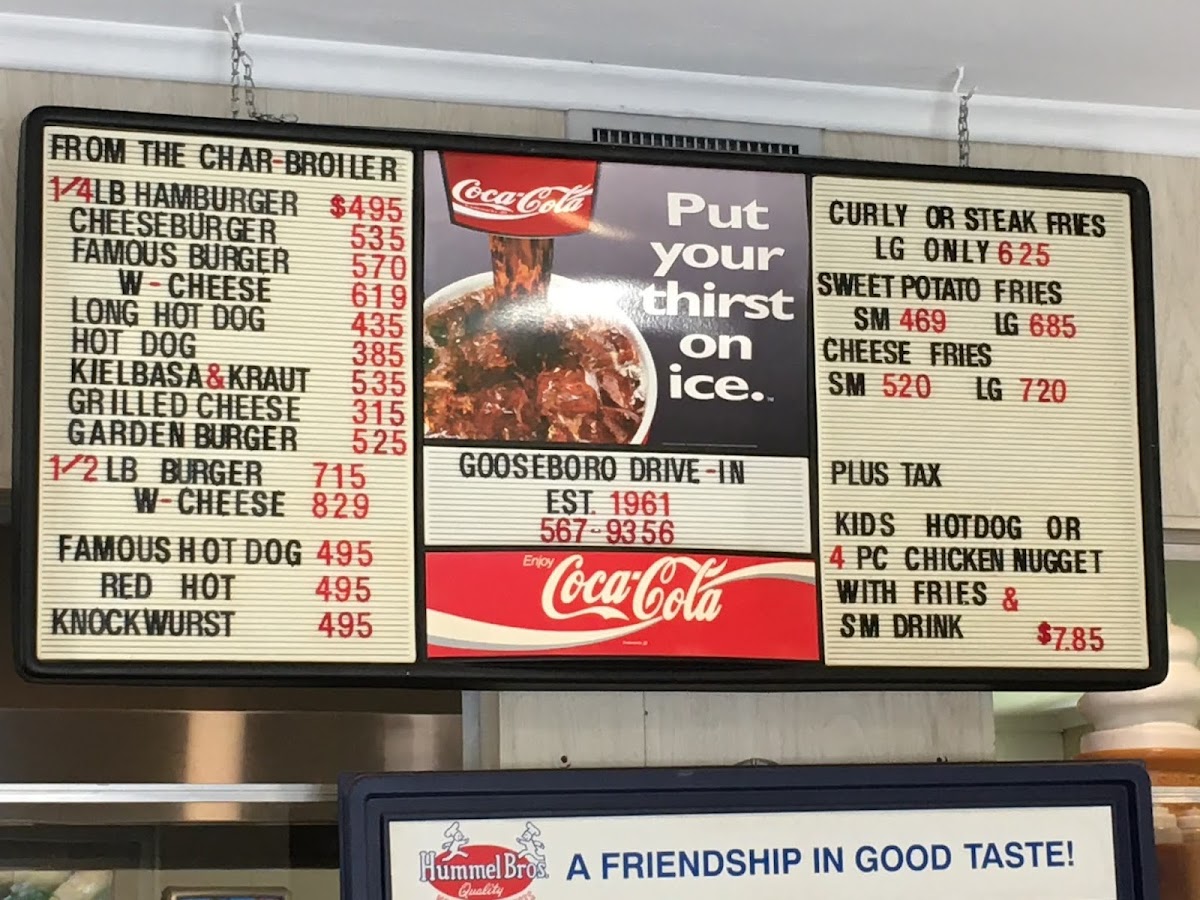 FROM THE CHAR-BROILER
1/4LB HAMBURGER $495
CHEESEBURGER 535
FAMOUS BURGER 570
W-CHEESE 619
LONG HOT DOG 435
HOT DOG 385
KIELBASA&KRAUT 535
GRILLED CHEESE 315
GARDEN BURGER 525
1/2 LB BURGER 715
W-CHEESE 829
FAMOUS HOT DOG 495
RED HOT 495
KNOCKWURST 495
Coca-Cola
Put
your
thirst
on
ice.
GOOSEBORO DRIVE-IN
EST. 1961
567-9356
Enjoy
Coca-Cola
CURLY OR STEAK FRIES
LG ONLY 625
SWEET POTATO FRIES
SM 469 LG 685
CHEESE FRIES
SM 520 LG 720
PLUS TAX
KIDS HOTDOG OR
4 PC CHICKEN NUGGET
WITH FRIES &
SM DRINK $7.85
Hummel Bros.
Quality
A FRIENDSHIP IN GOOD TASTE!